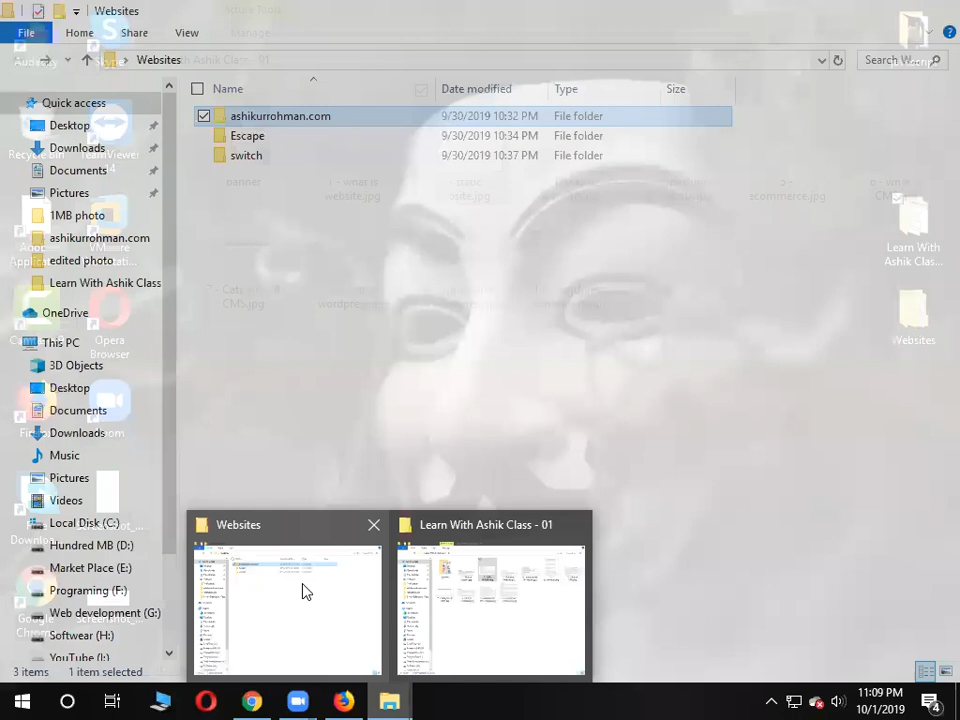 Websites
File
Home
Share
View
Websites
Search W...
Name
Date modified
Type
Size
Quick access
Desktop
Downloads
Documents
Pictures
1MB photo
ashikurrohman.com
edited photo
Learn With Ashik Class
OneDrive
This PC
3D Objects
Desktop
Documents
Downloads
Music
Pictures
Videos
Local Disk (C:)
Hundred MB (D:)
Market Place (E:)
Programing (F:)
Web development (G:)
Softwear (H:)
YouTube (I:)
ashikurrohman.com
9/30/2019 10:32 PM
File folder
Escape
9/30/2019 10:34 PM
File folder
switch
9/30/2019 10:37 PM
File folder
Opera
Browser
Learn With
Ashik Class...
Websites
Websites
Learn With Ashik Class - 01
3 items
1 item selected
11:09 PM
10/1/2019
4